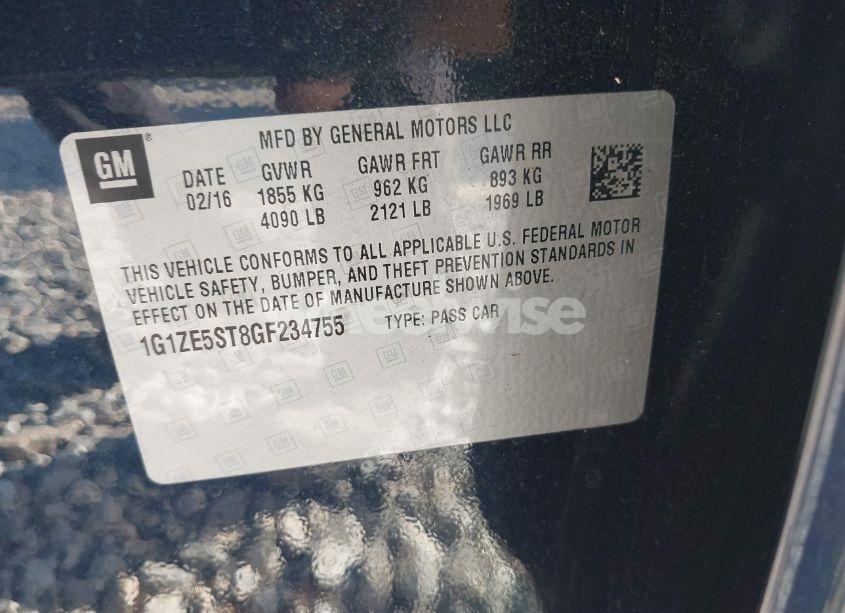 GM
MFD BY GENERAL MOTORS LLC
DATE GVWR GAWR FRT GAWR RR
02/16 1855 KG 962 KG 893 KG
4090 LB 2121 LB 1969 LB
THIS VEHICLE CONFORMS TO ALL APPLICABLE U.S. FEDERAL MOTOR
VEHICLE SAFETY, BUMPER, AND THEFT PREVENTION STANDARDS IN
EFFECT ON THE DATE OF MANUFACTURE SHOWN ABOVE.
1G1ZE5ST8GF234755 TYPE: PASS CAR